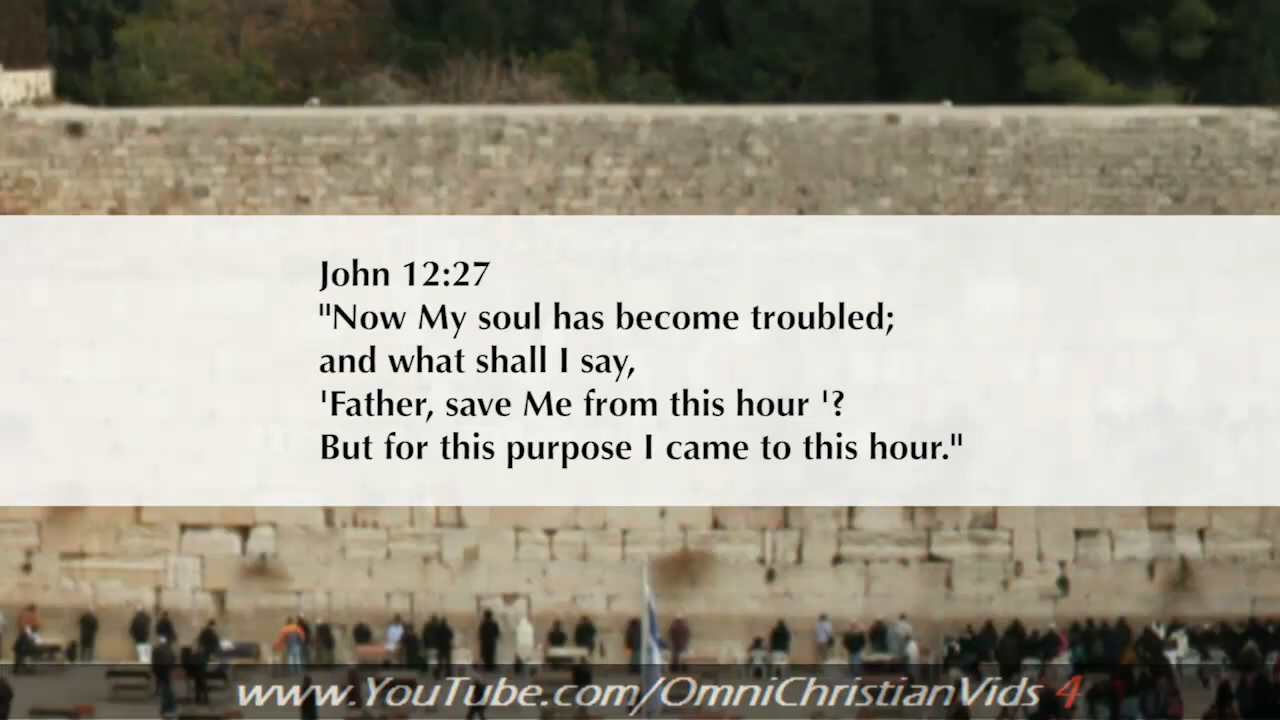 John 12:27
"Now My soul has become troubled;
and what shall I say,
'Father, save Me from this hour '?
But for this purpose I came to this hour."
www.YouTube.com/OmniChristianVids 4